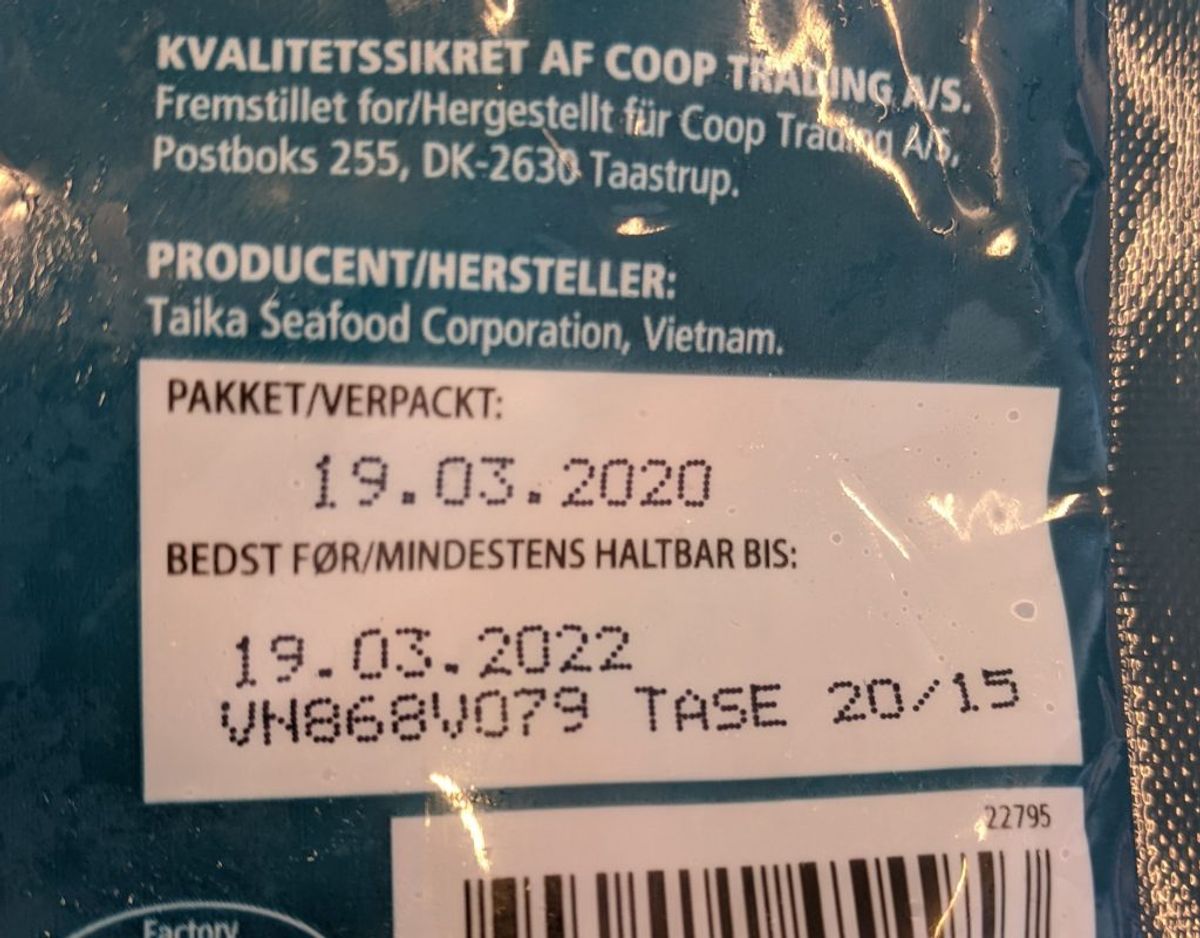 KVALITETSSIKRET AF COOP TRADING A/S.
Fremstillet for/Hergestellt für Coop Trading A/S,
Postboks 255, DK-2630 Taastrup.
PRODUCENT/HERSTELLER:
Taika Seafood Corporation, Vietnam.
PAKKET/VERPACKT:
19.03.2020
BEDST FØR/MINDESTENS HALTBAR BIS:
19.03.2022
VN868V079 TASE 20/15
22795
Factory